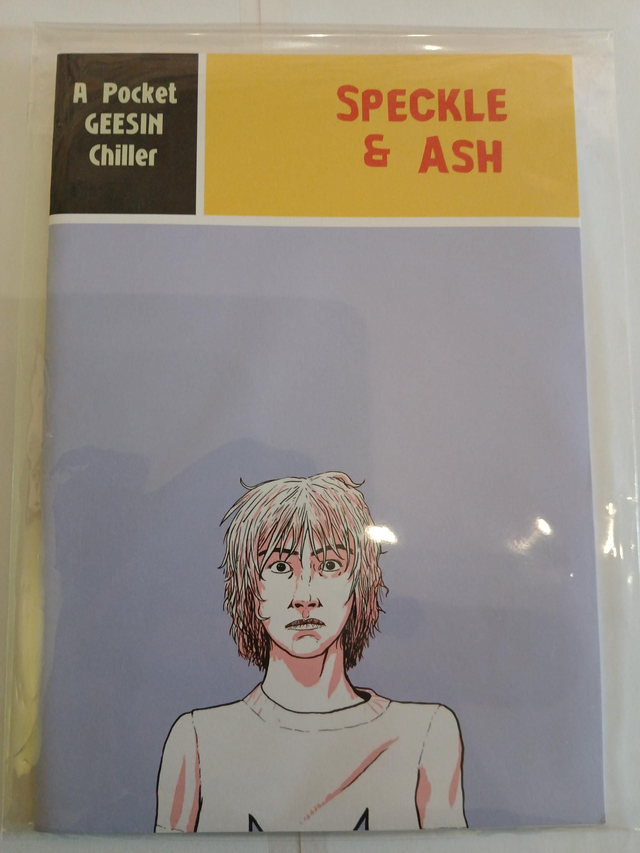 A Pocket
GEESIN
Chiller
SPECKLE
& ASH